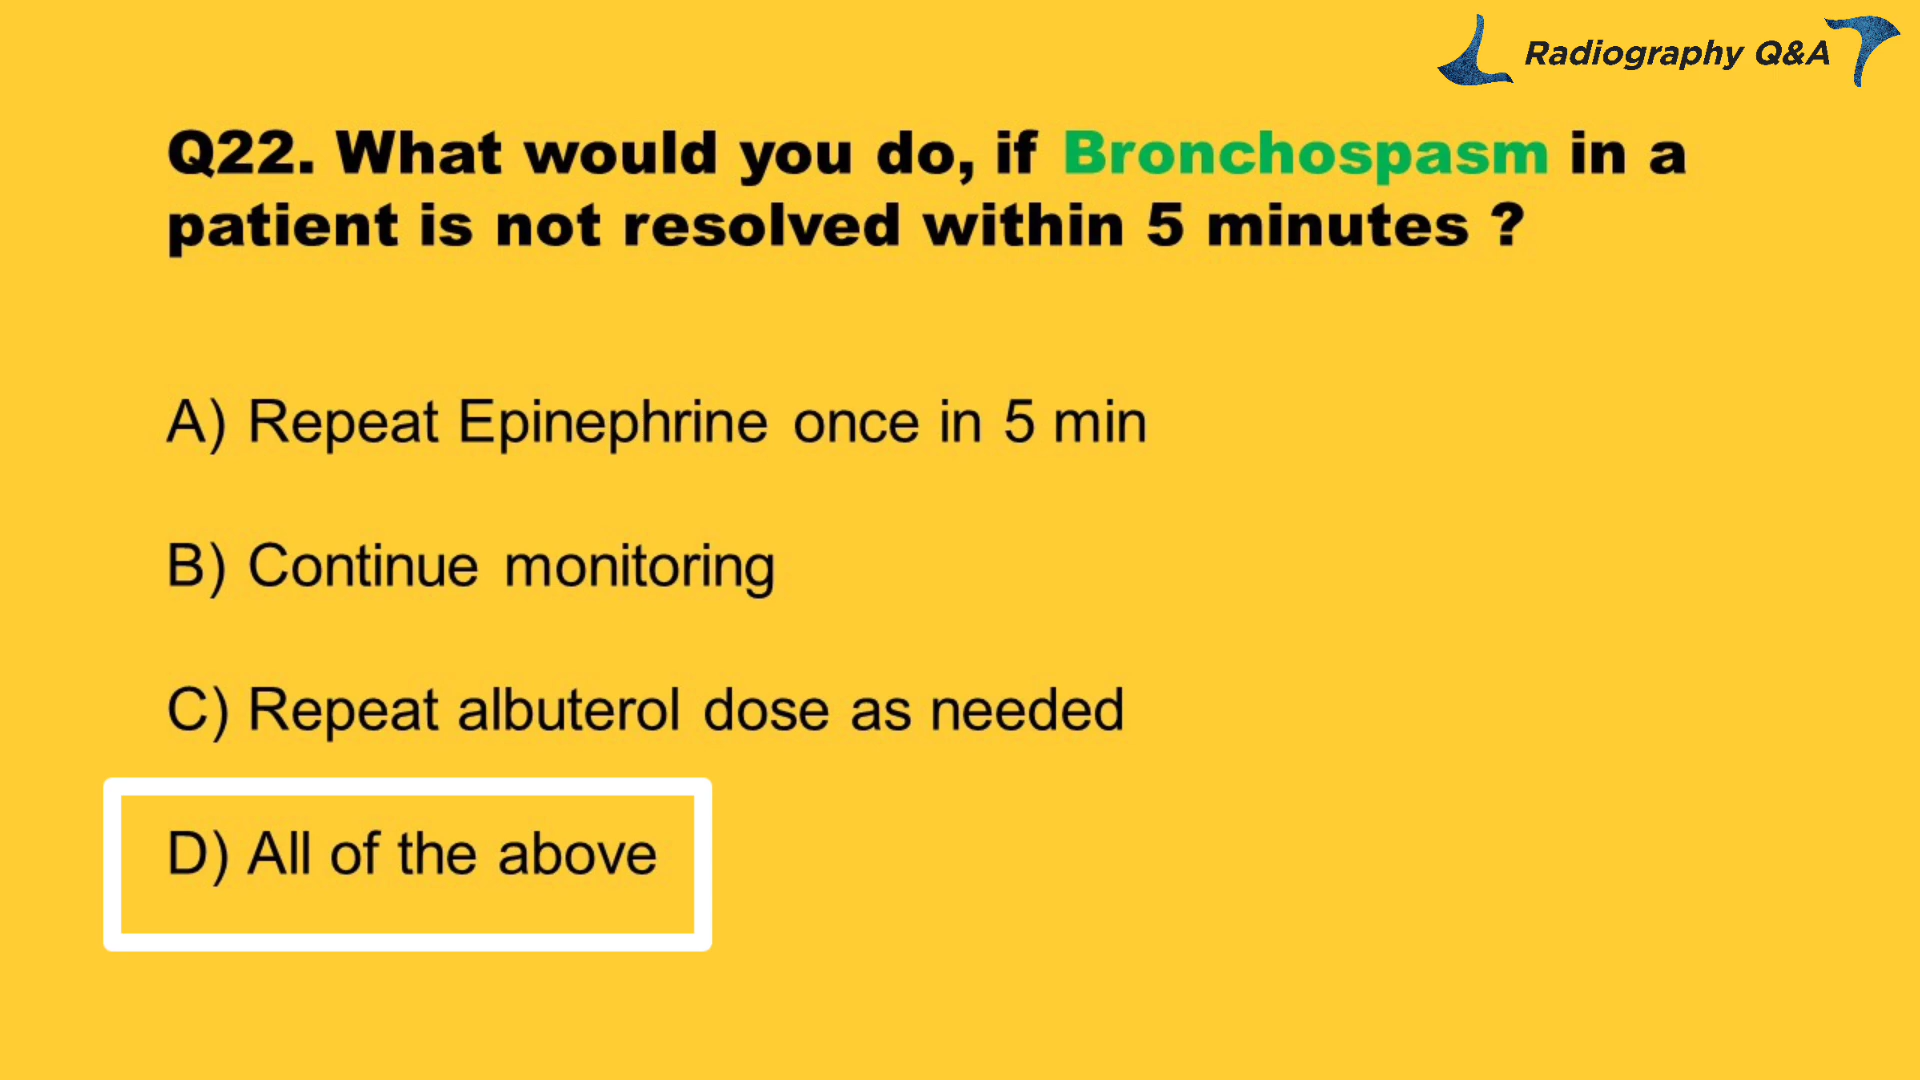 Radiography Q&A
Q22. What would you do, if Bronchospasm in a
patient is not resolved within 5 minutes ?
A) Repeat Epinephrine once in 5 min
B) Continue monitoring
C) Repeat albuterol dose as needed
D) All of the above